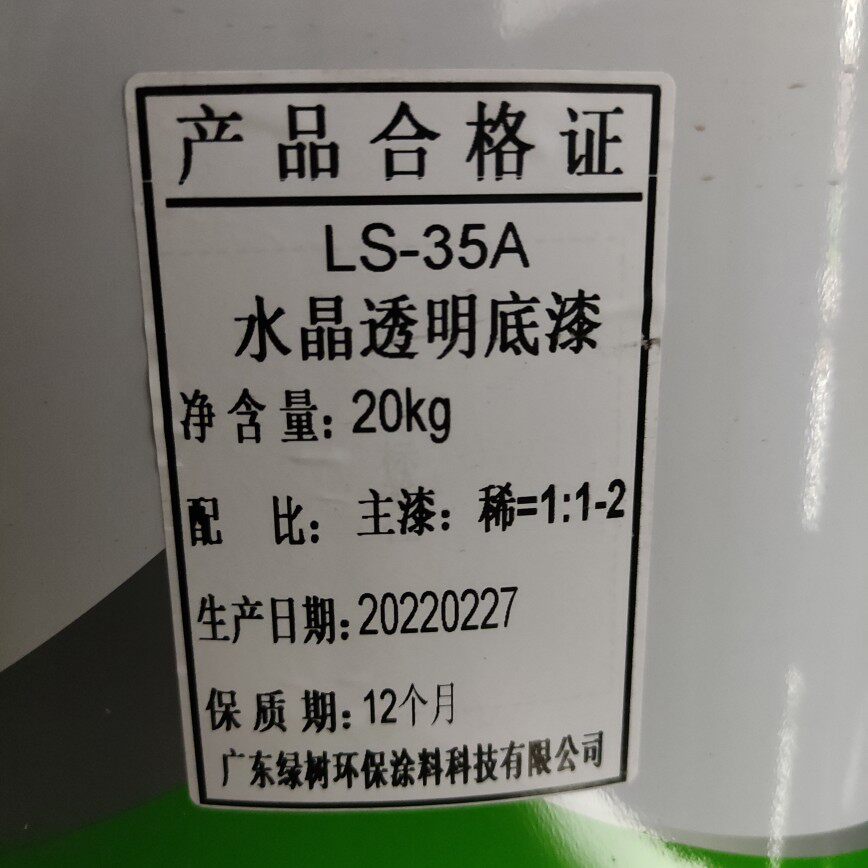 产品合格证
LS-35A
水晶透明底漆
净含量：20kg
配 比：主漆：稀=1:1-2
生产日期：20220227
保质期：12个月
广东绿树环保涂料科技有限公司